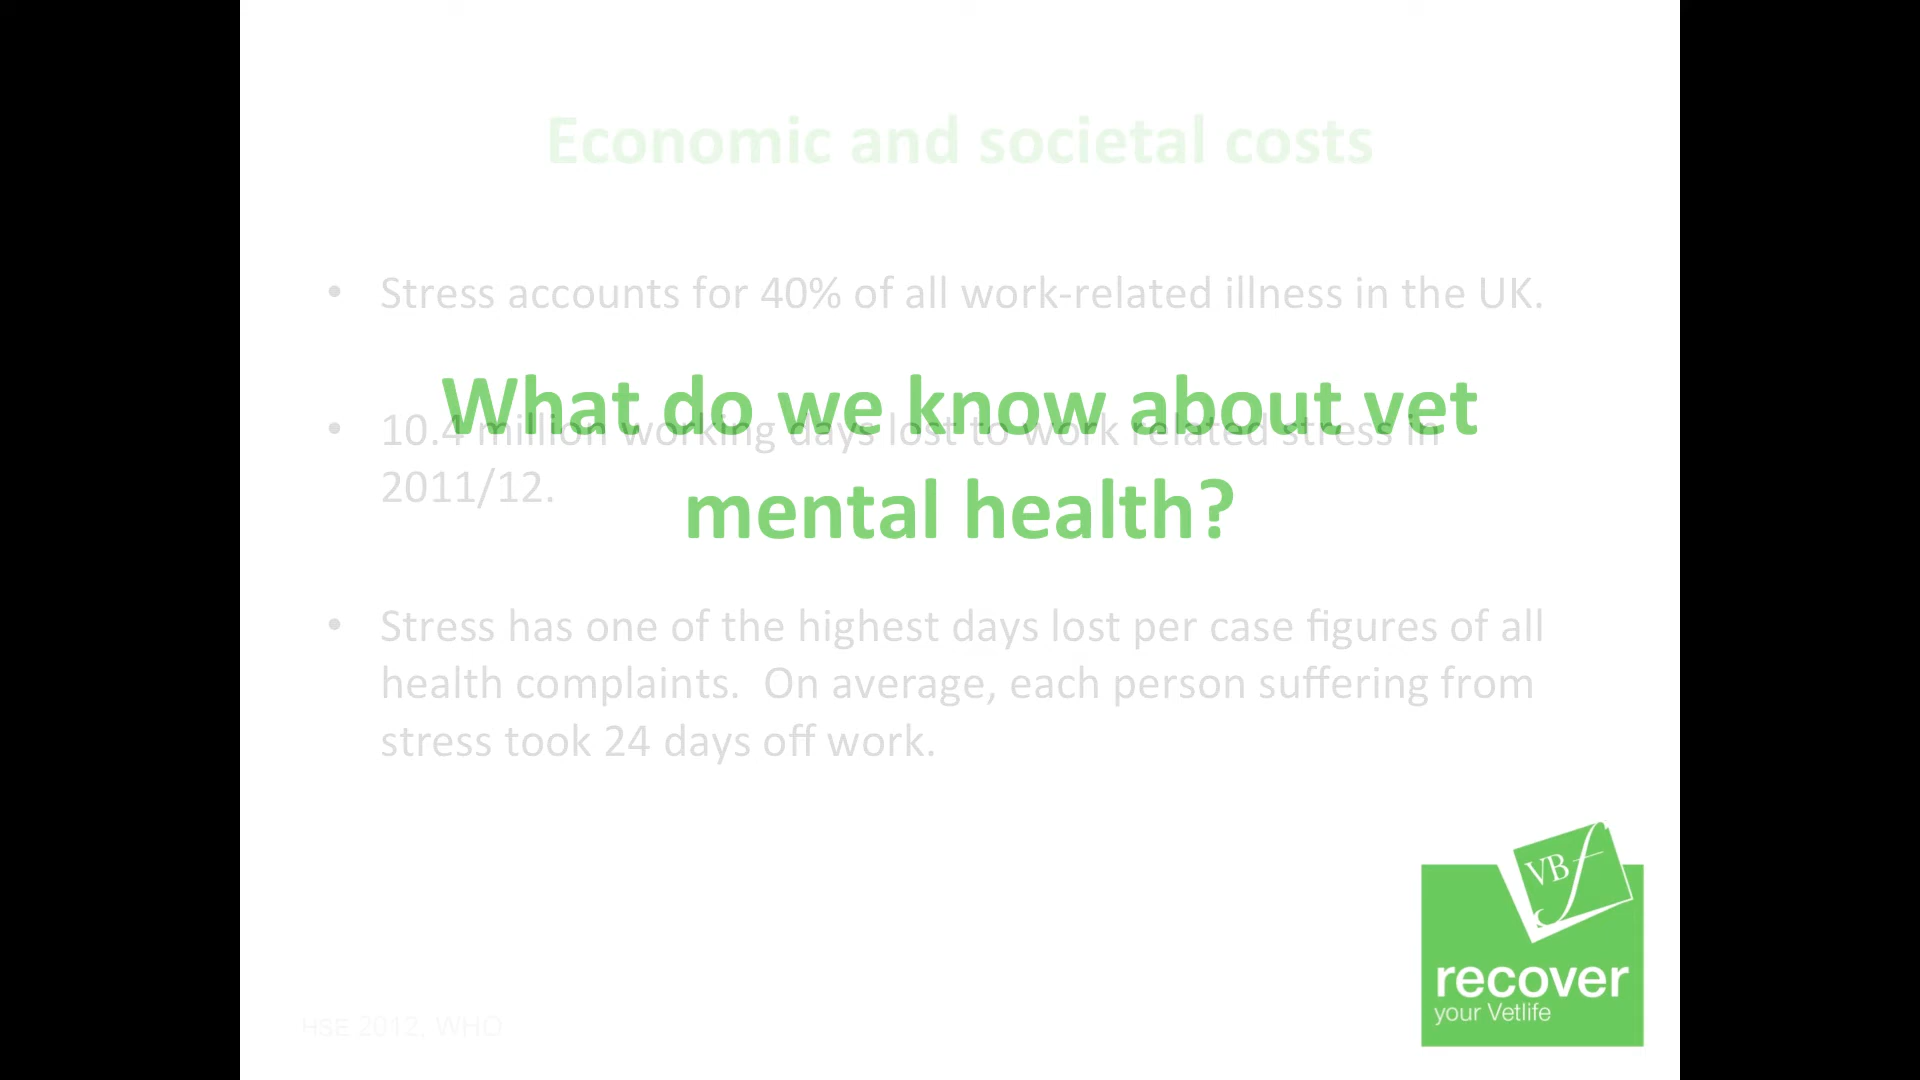 Economic and societal costs
• Stress accounts for 40% of all work-related illness in the UK.
What do we know about vet
mental health?
• 10.4 million working days lost to work related stress in
2011/12.
• Stress has one of the highest days lost per case figures of all
health complaints.  On average, each person suffering from
stress took 24 days off work.
VBf
recover
your Vetlife
HSE 2012, WHO